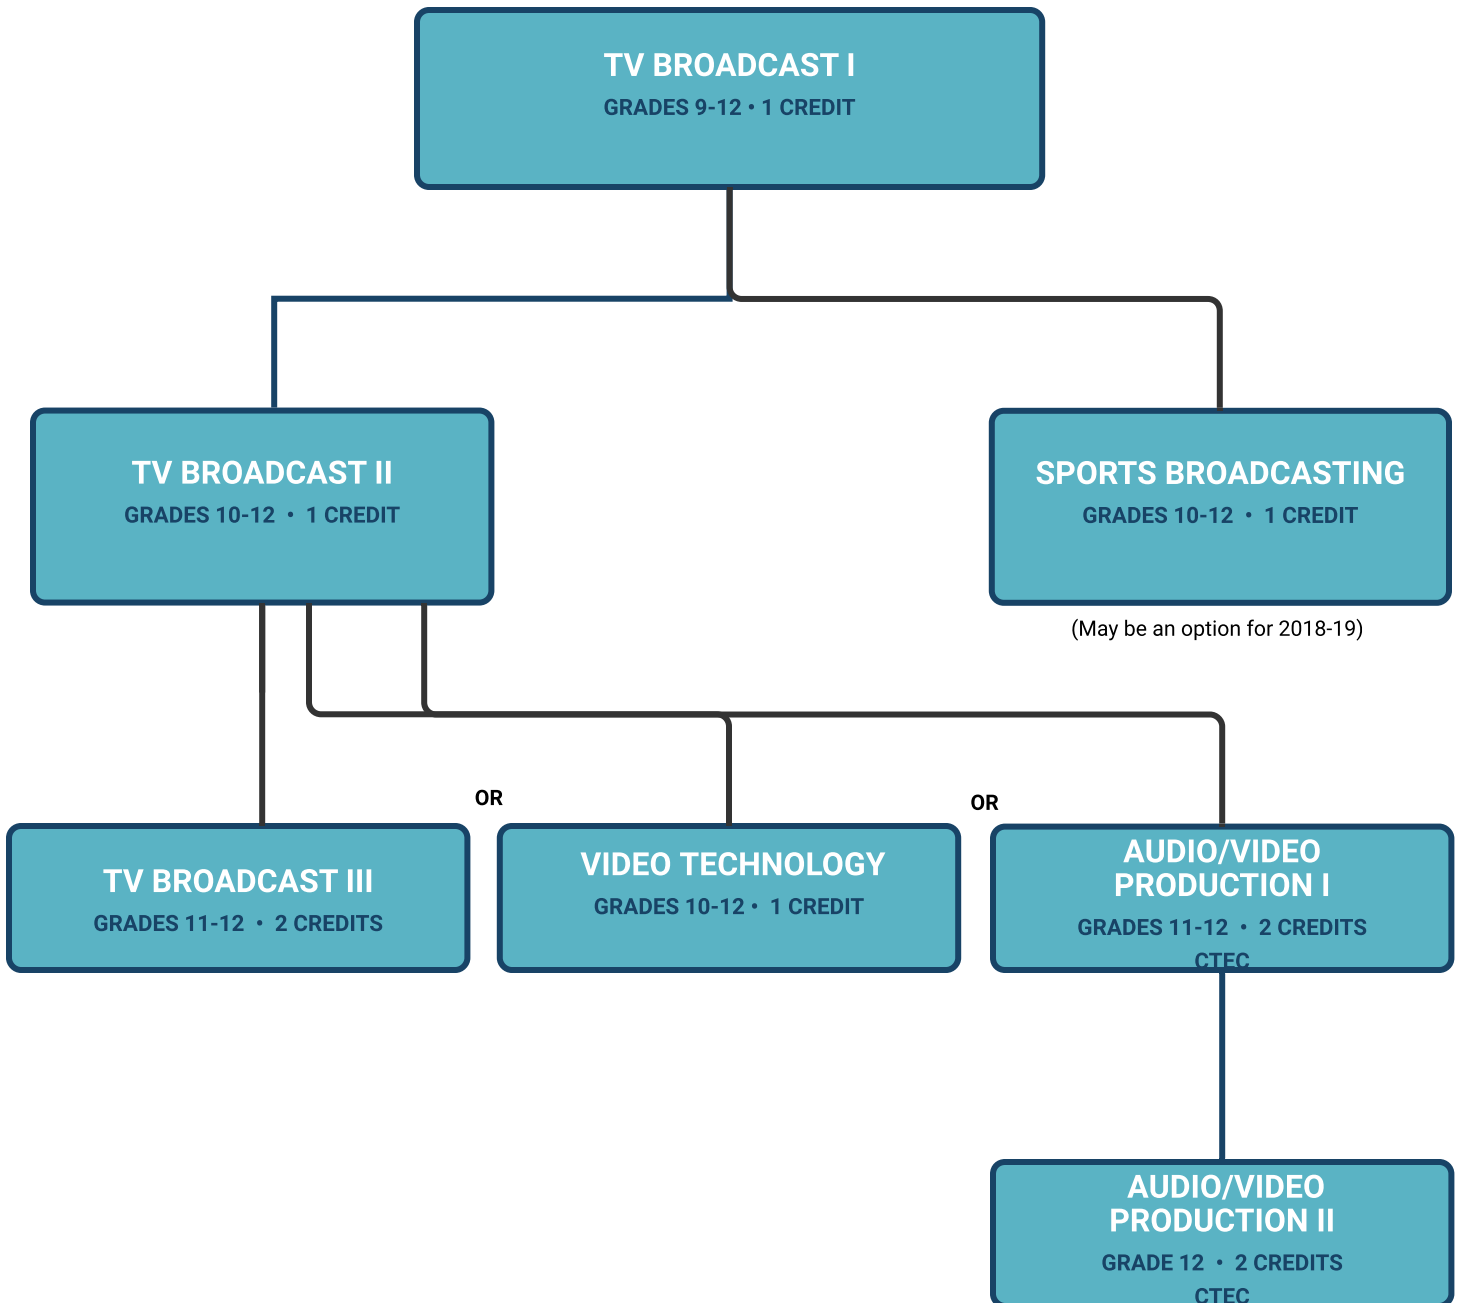 TV BROADCAST I
GRADES 9-12 • 1 CREDIT
TV BROADCAST II
GRADES 10-12 • 1 CREDIT
SPORTS BROADCASTING
GRADES 10-12 • 1 CREDIT
(May be an option for 2018-19)
OR
OR
TV BROADCAST III
GRADES 11-12 • 2 CREDITS
VIDEO TECHNOLOGY
GRADES 10-12 • 1 CREDIT
AUDIO/VIDEO
PRODUCTION I
GRADES 11-12 • 2 CREDITS
CTEC
AUDIO/VIDEO
PRODUCTION II
GRADE 12 • 2 CREDITS
CTEC